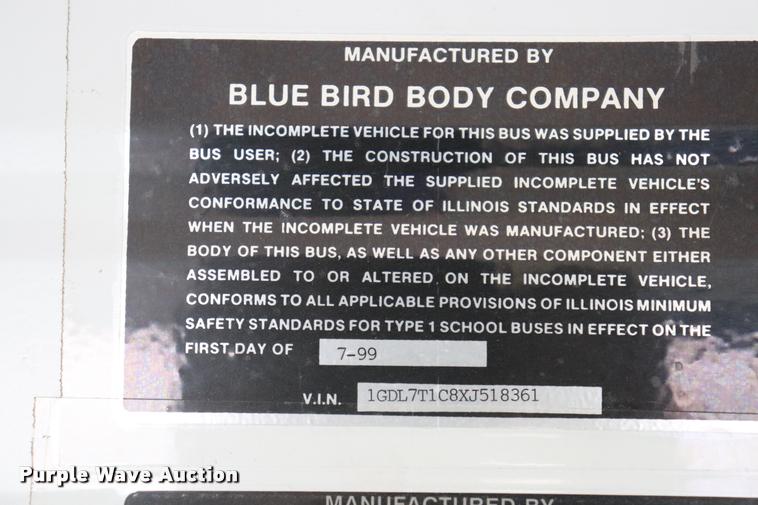 MANUFACTURED BY
BLUE BIRD BODY COMPANY
(1) THE INCOMPLETE VEHICLE FOR THIS BUS WAS SUPPLIED BY THE
BUS USER; (2) THE CONSTRUCTION OF THIS BUS HAS NOT
ADVERSELY AFFECTED THE SUPPLIED INCOMPLETE VEHICLE'S
CONFORMANCE TO STATE OF ILLINOIS STANDARDS IN EFFECT
WHEN THE INCOMPLETE VEHICLE WAS MANUFACTURED; (3) THE
BODY OF THIS BUS, AS WELL AS ANY OTHER COMPONENT EITHER
ASSEMBLED TO OR ALTERED ON THE INCOMPLETE VEHICLE,
CONFORMS TO ALL APPLICABLE PROVISIONS OF ILLINOIS MINIMUM
SAFETY STANDARDS FOR TYPE 1 SCHOOL BUSES IN EFFECT ON THE
FIRST DAY OF 7-99
V.I.N. 1GDL7T1C8XJ518361
Purple Wave Auction
MANUFACTURED BY